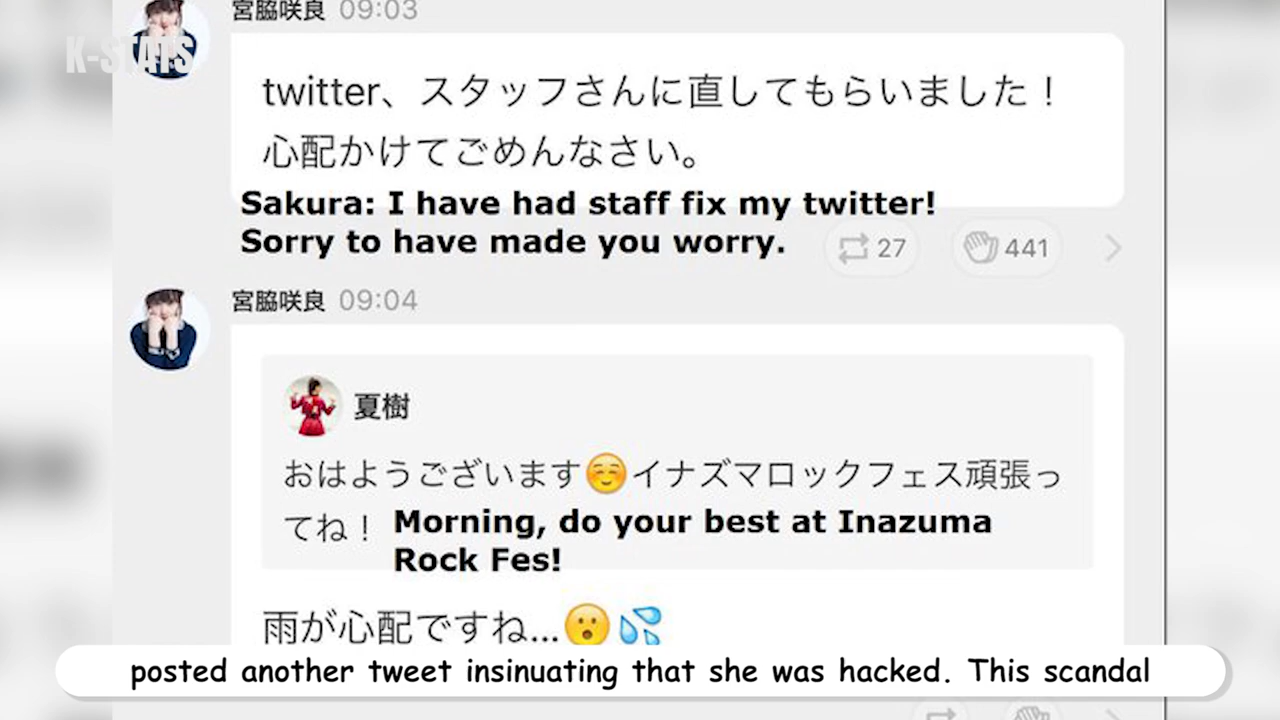 宮脇咲良 09:03
K-STATS
twitter、スタッフさんに直してもらいました！
心配かけてごめんなさい。
Sakura: I have had staff fix my twitter!
Sorry to have made you worry.
27
441
宮脇咲良 09:04
夏樹
おはようございます☺️イナズマロックフェス頑張っ
てね！
Morning, do your best at Inazuma
Rock Fes!
雨が心配ですね...😮💦
posted another tweet insinuating that she was hacked. This scandal